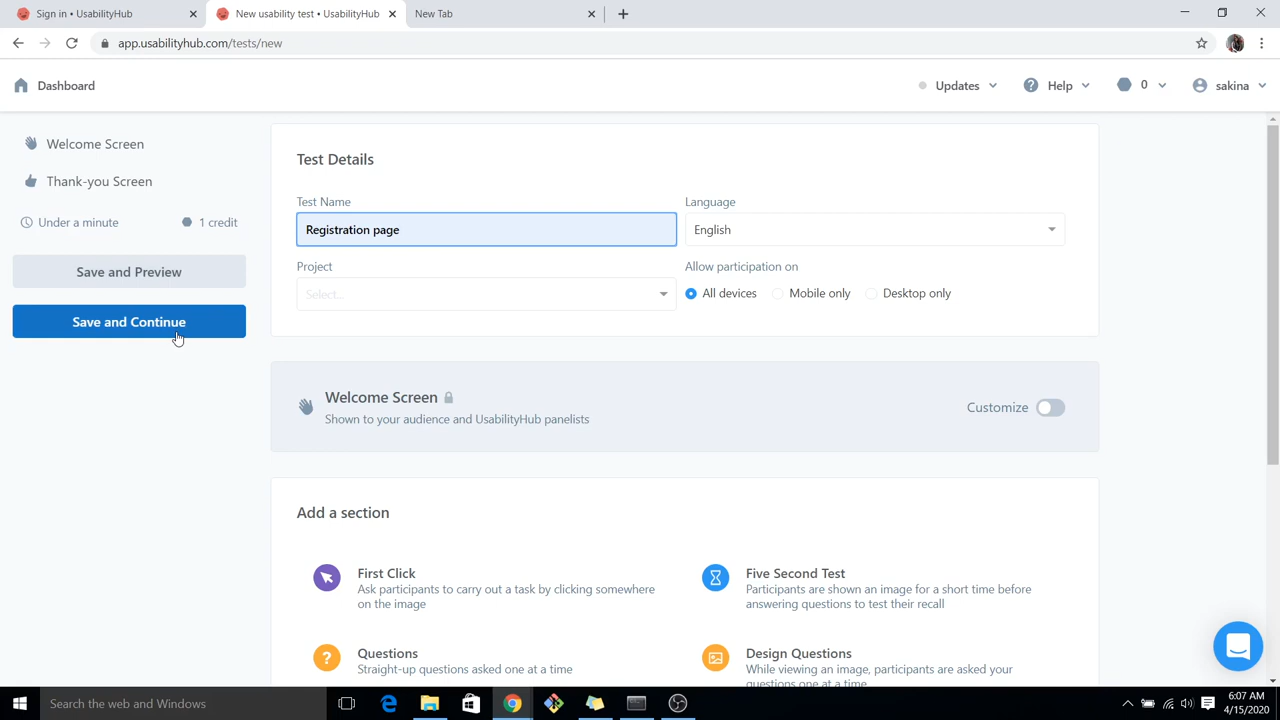 Sign in • UsabilityHub
New usability test • UsabilityHub
New Tab
app.usabilityhub.com/tests/new
Dashboard
Updates
Help
0
sakina
Welcome Screen
Thank-you Screen
Under a minute
1 credit
Save and Preview
Save and Continue
Test Details
Test Name
Language
Registration page
English
Project
Allow participation on
Select...
All devices
Mobile only
Desktop only
Welcome Screen
Shown to your audience and UsabilityHub panelists
Customize
Add a section
First Click
Ask participants to carry out a task by clicking somewhere
on the image
Five Second Test
Participants are shown an image for a short time before
answering questions to test their recall
Questions
Straight-up questions asked one at a time
Design Questions
While viewing an image, participants are asked your
questions one at a time.
Search the web and Windows
6:07 AM
4/15/2020